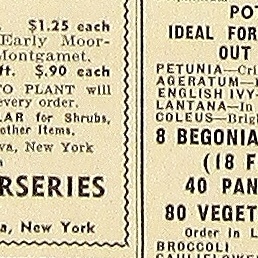 $1.25 each
Early Moor-
Montgamet.
ft. $.90 each
TO PLANT will
every order.
LAR for Shrubs,
other Items.
va, New York
RSERIES
a, New York
POT
IDEAL FOR
OUT
PETUNIA—Cri
AGERATUM—
ENGLISH IVY
LANTANA—In
COLEUS—Brig
8 BEGONIA
(18 F
40 PAN
80 VEGET
Order in L
BROCCOLI
CAULIFLOWER